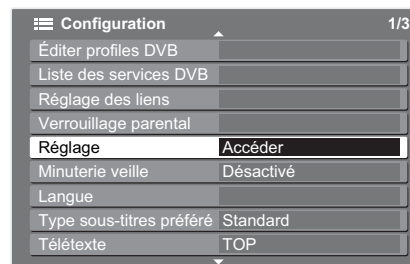 Configuration 1/3
Éditer profiles DVB
Liste des services DVB
Réglage des liens
Verrouillage parental
Réglage Accéder
Minuterie veille Désactivé
Langue
Type sous-titres préféré Standard
Télétexte TOP